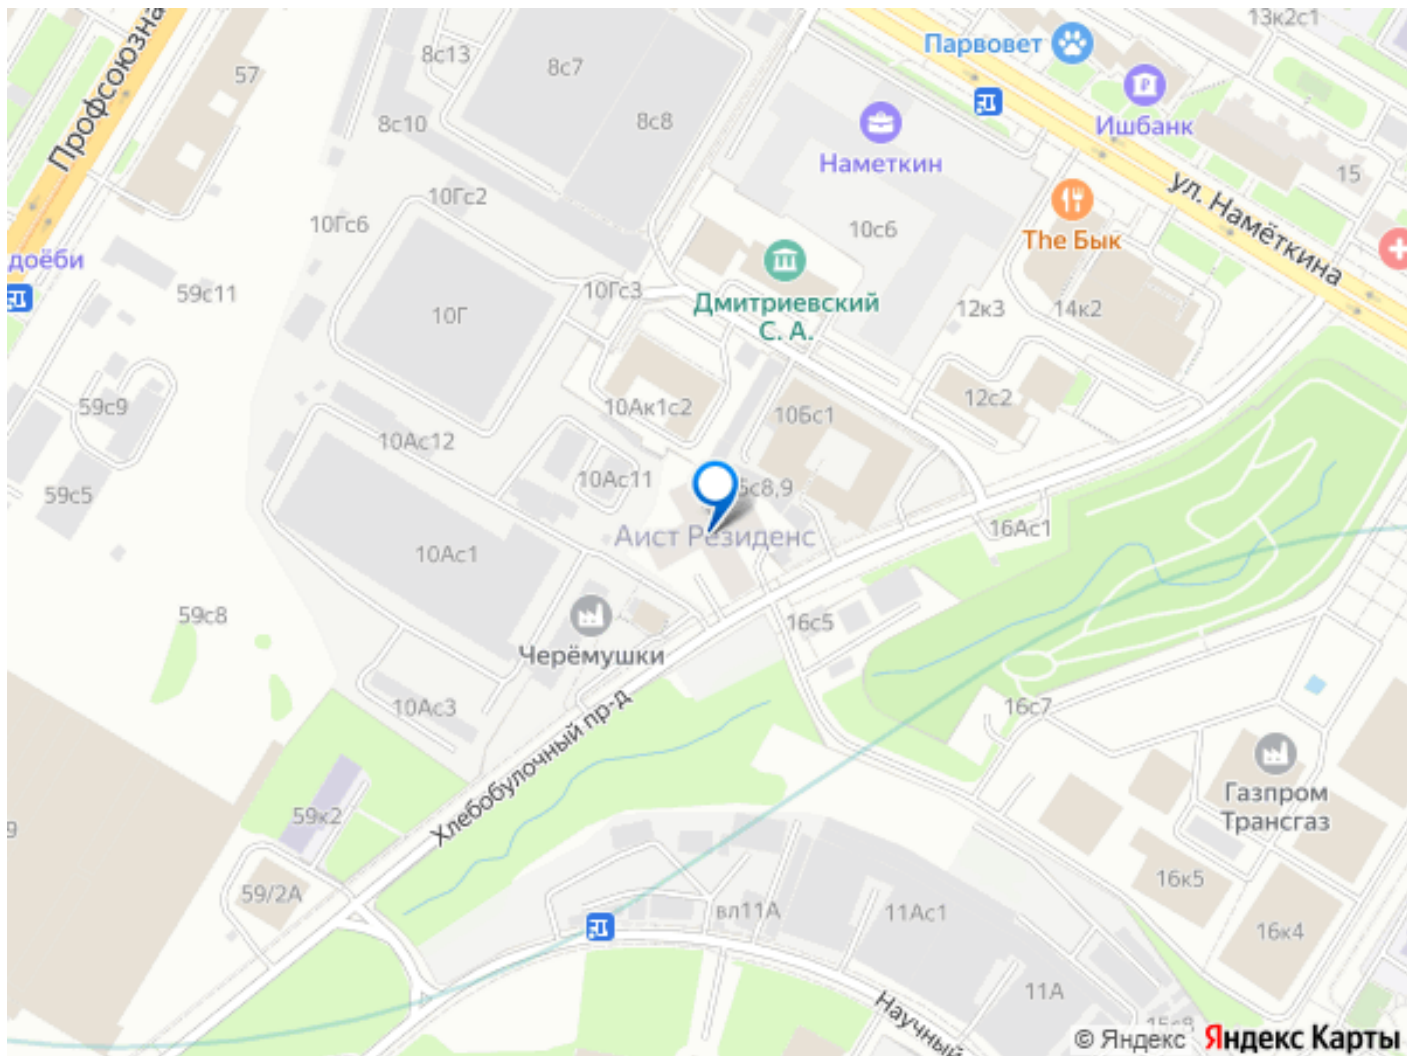 13к2с1
Парвовет
Профсоюзна
8с13
8с7
57
8с10
8с8
Ишбанк
Наметкин
15
ул. Намёткина
10Гс2
10Гс6
10с6
The Бык
доёби
59с11
10Гс3
Дмитриевский
С. А.
10Г
12к3
14к2
59с9
10Ак1с2
10Бс1
12с2
10Ас12
10Ас11
5с8,9
59с5
16Ас1
Аист Резиденс
10Ас1
59с8
16с5
Черёмушки
10Ас3
16с7
Хлебобулочный пр-д
Газпром
Трансгаз
59к2
9
59/2А
16к5
вл11А
11Ас1
16к4
11А
Научный
15с8
© Яндекс Яндекс Карты